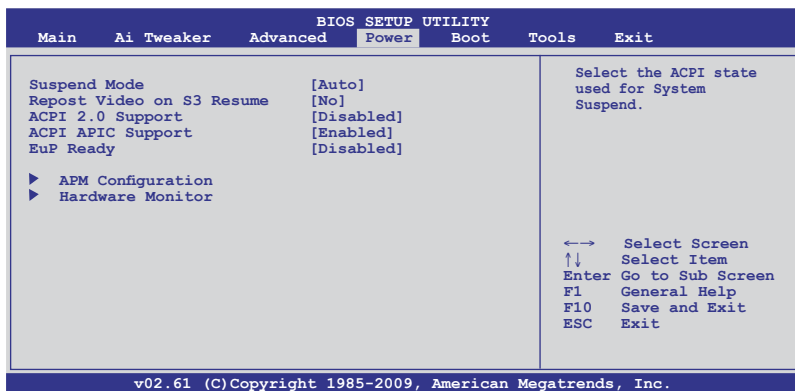 BIOS SETUP UTILITY
Main Ai Tweaker Advanced Power Boot Tools Exit
Suspend Mode [Auto]
Repost Video on S3 Resume [No]
ACPI 2.0 Support [Disabled]
ACPI APIC Support [Enabled]
EuP Ready [Disabled]
▶ APM Configuration
▶ Hardware Monitor
Select the ACPI state
used for System
Suspend.
←→ Select Screen
↑↓ Select Item
Enter Go to Sub Screen
F1 General Help
F10 Save and Exit
ESC Exit
v02.61 (C)Copyright 1985-2009, American Megatrends, Inc.